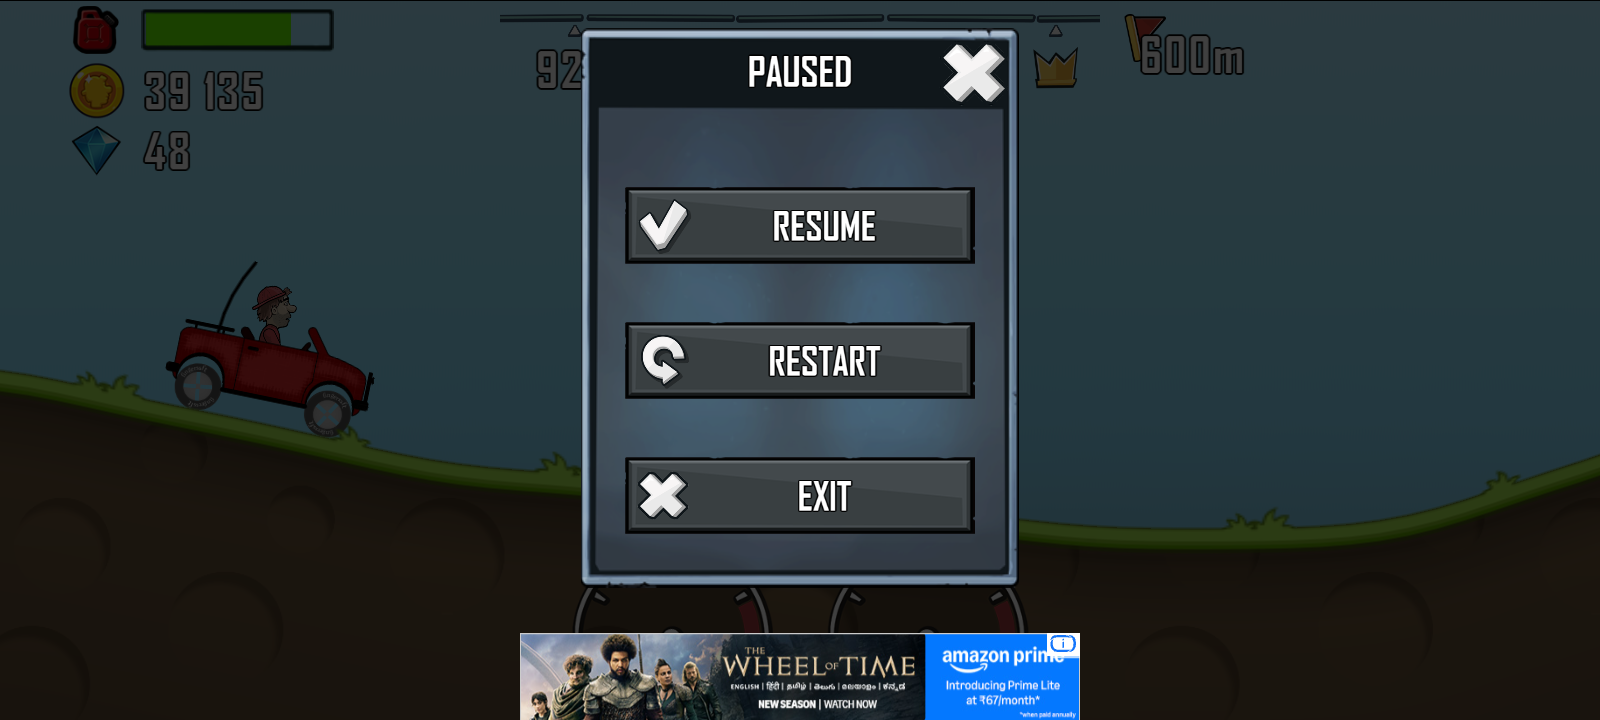 39 135
48
92
600m
PAUSED
RESUME
RESTART
EXIT
THE
WHEEL OF TIME
ENGLISH | हिंदी | தமிழ் | తెలుగు | മലയാളം | ಕನ್ನಡ
NEW SEASON | WATCH NOW
amazon prime
Introducing Prime Lite
at ₹67/month*
*when paid annually